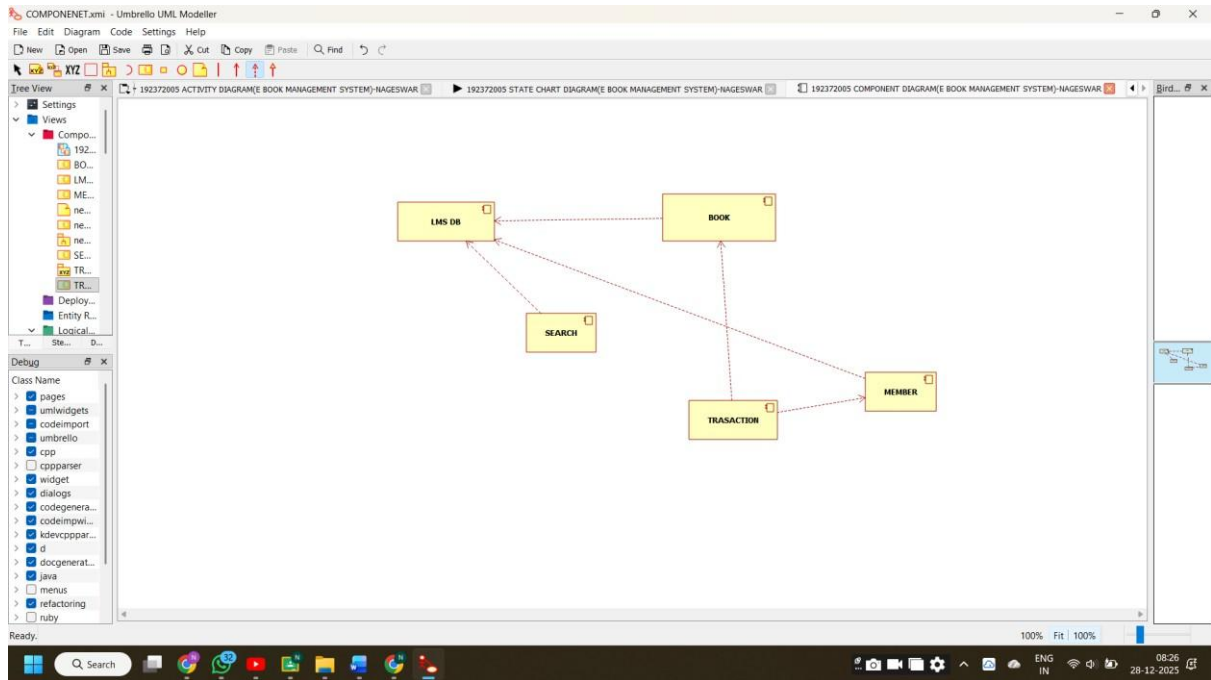 COMPONENET.xmi - Umbrello UML Modeller
File Edit Diagram Code Settings Help
New Open Save Cut Copy Paste Find
XYZ XYZ
Tree View
192372005 ACTIVITY DIAGRAM(E BOOK MANAGEMENT SYSTEM)-NAGESWAR 192372005 STATE CHART DIAGRAM(E BOOK MANAGEMENT SYSTEM)-NAGESWAR 192372005 COMPONENT DIAGRAM(E BOOK MANAGEMENT SYSTEM)-NAGESWAR
Bird...
Settings
Views
Compo...
192...
BO...
LM...
ME...
ne...
ne...
ne...
SE...
TR...
TR...
Deploy...
Entity R...
Logical...
T... Ste... D...
LMS DB
BOOK
SEARCH
MEMBER
TRASACTION
Debug
Class Name
pages
umlwidgets
codeimport
umbrello
cpp
cppparser
widget
dialogs
codegenera...
codeimpwi...
kdevcpppar...
d
docgenerat...
java
menus
refactoring
ruby
Ready.
100% Fit 100%
Search
32
ENG
IN
08:26
28-12-2025